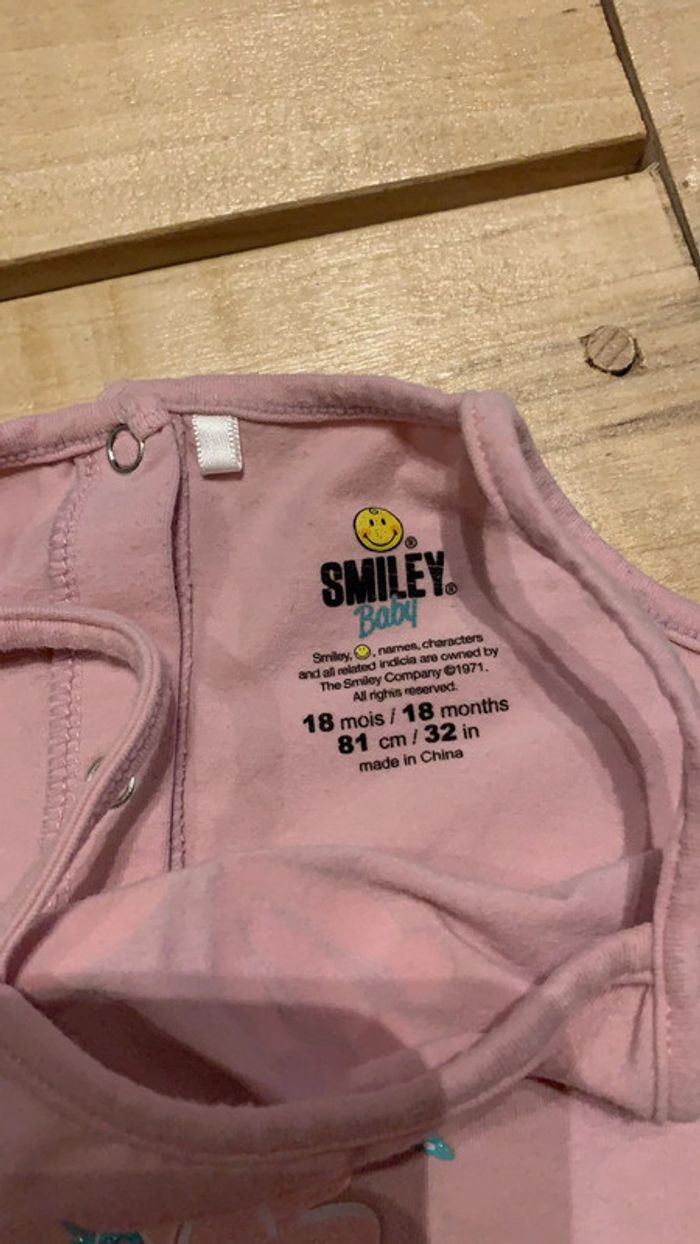 SMILEY®
Baby
Smiley, , names, characters
and all related indicia are owned by
The Smiley Company ©1971.
All rights reserved.
18 mois / 18 months
81 cm / 32 in
made in China